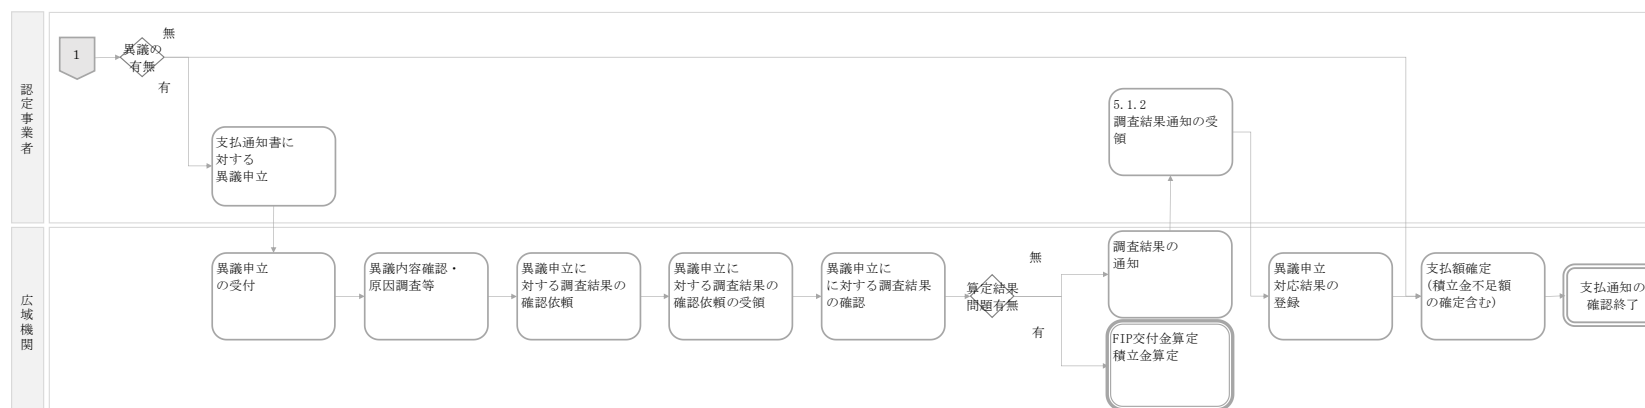 認定事業者
1
異議の
有無
無
有
支払通知書に
対する
異議申立
5.1.2
調査結果通知の受
領
広域機関
異議申立
の受付
異議内容確認・
原因調査等
異議申立に
対する調査結果の
確認依頼
異議申立に
対する調査結果の
確認依頼の受領
異議申立に
に対する調査結果
の確認
算定結果
問題有無
無
有
調査結果の
通知
FIP交付金算定
積立金算定
異議申立
対応結果の
登録
支払額確定
(積立金不足額
の確定含む)
支払通知の
確認終了